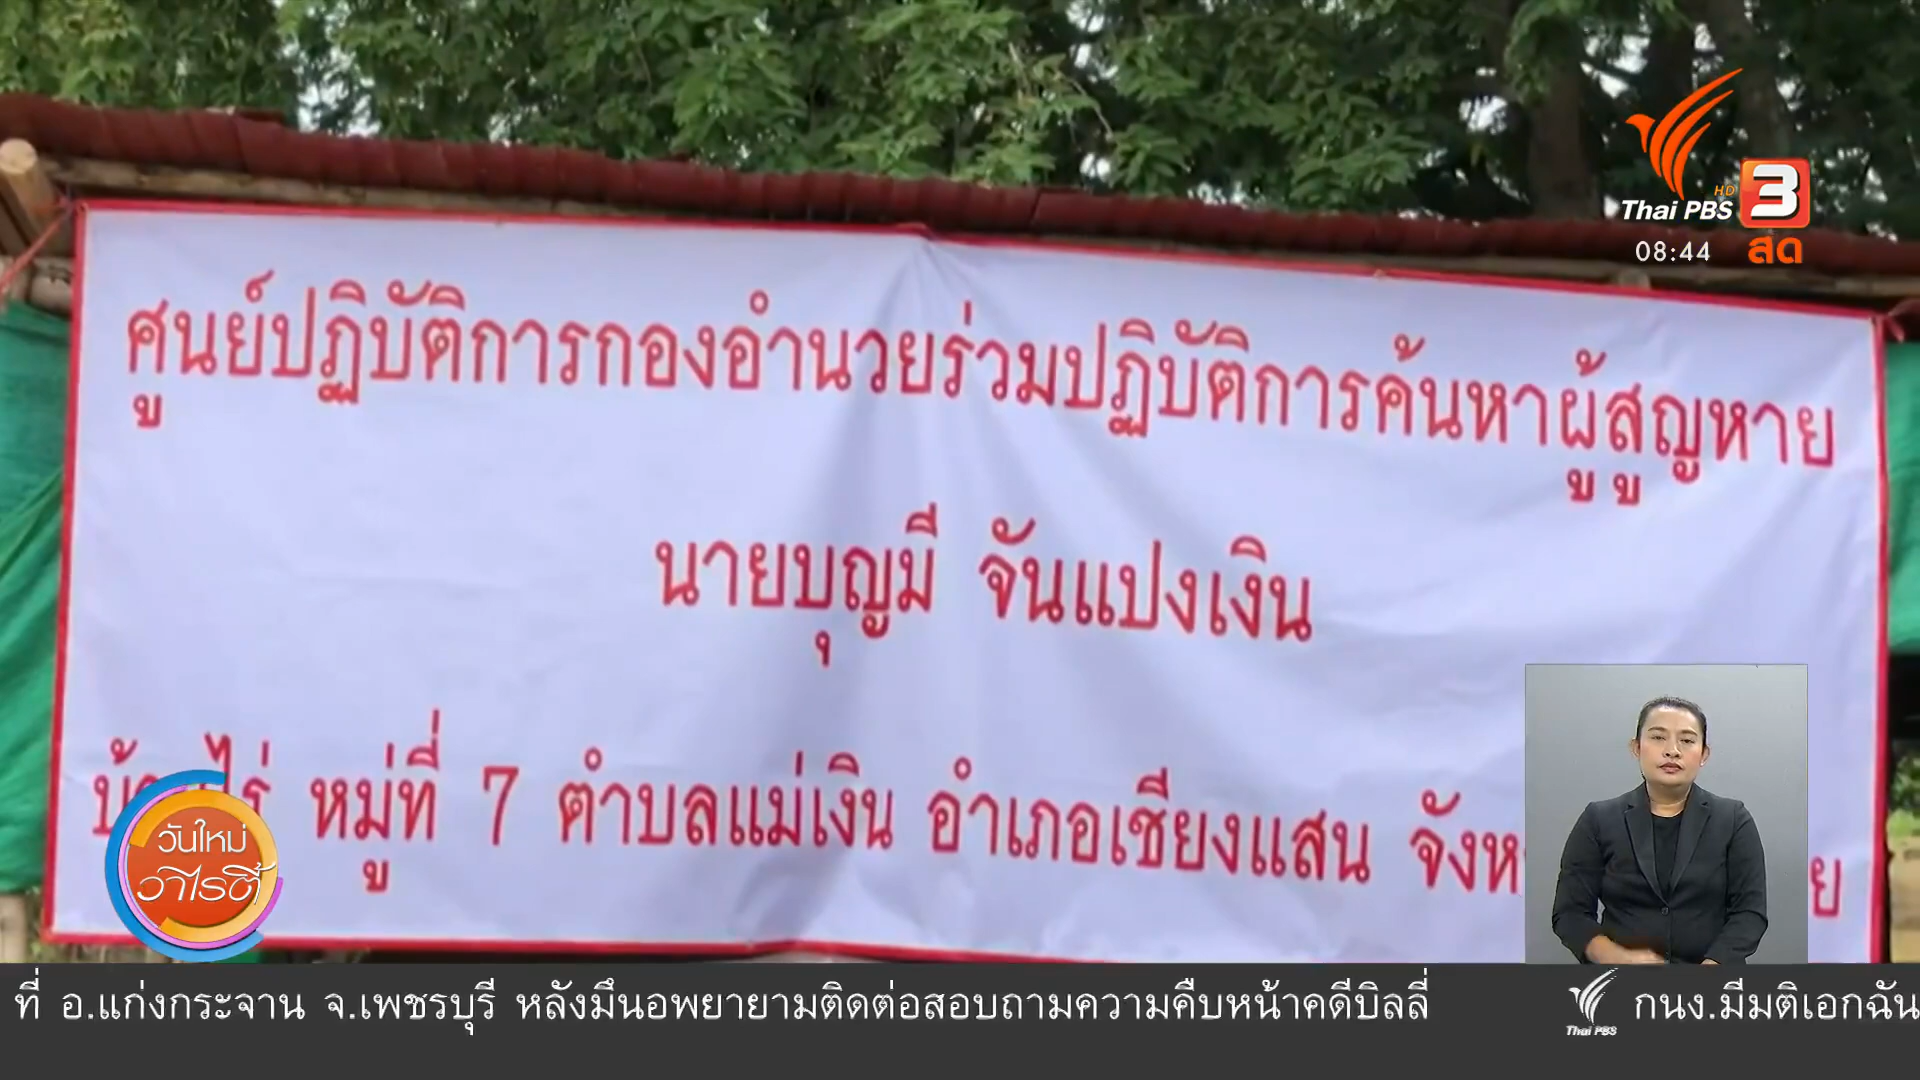 ศูนย์ปฏิบัติการกองอำนวยร่วมปฏิบัติการค้นหาผู้สูญหาย
นายบุญมี จันแปงเงิน
หมู่ที่ 7 ตำบลแม่เงิน อำเภอเชียงแสน
Thai PBS HD 3
08:44 สด
วันใหม่
วาไรตี้
ที่ อ.แก่งกระจาน จ.เพชรบุรี หลังมึนอพยายามติดต่อสอบถามความคืบหน้าคดีบิลลี่
Thai PBS
กนง.มีมติเอกฉัน